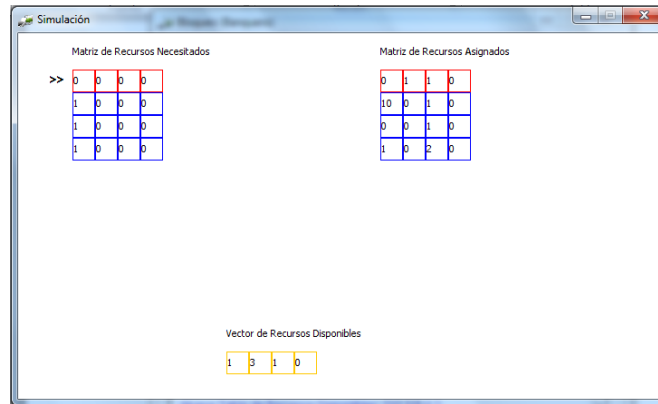 Simulación
Matriz de Recursos Necesitados Matriz de Recursos Asignados
>> 0 0 0 0 0 1 1 0
1 0 0 0 10 0 1 0
1 0 0 0 0 0 1 0
1 0 0 0 1 0 2 0
Vector de Recursos Disponibles
1 3 1 0